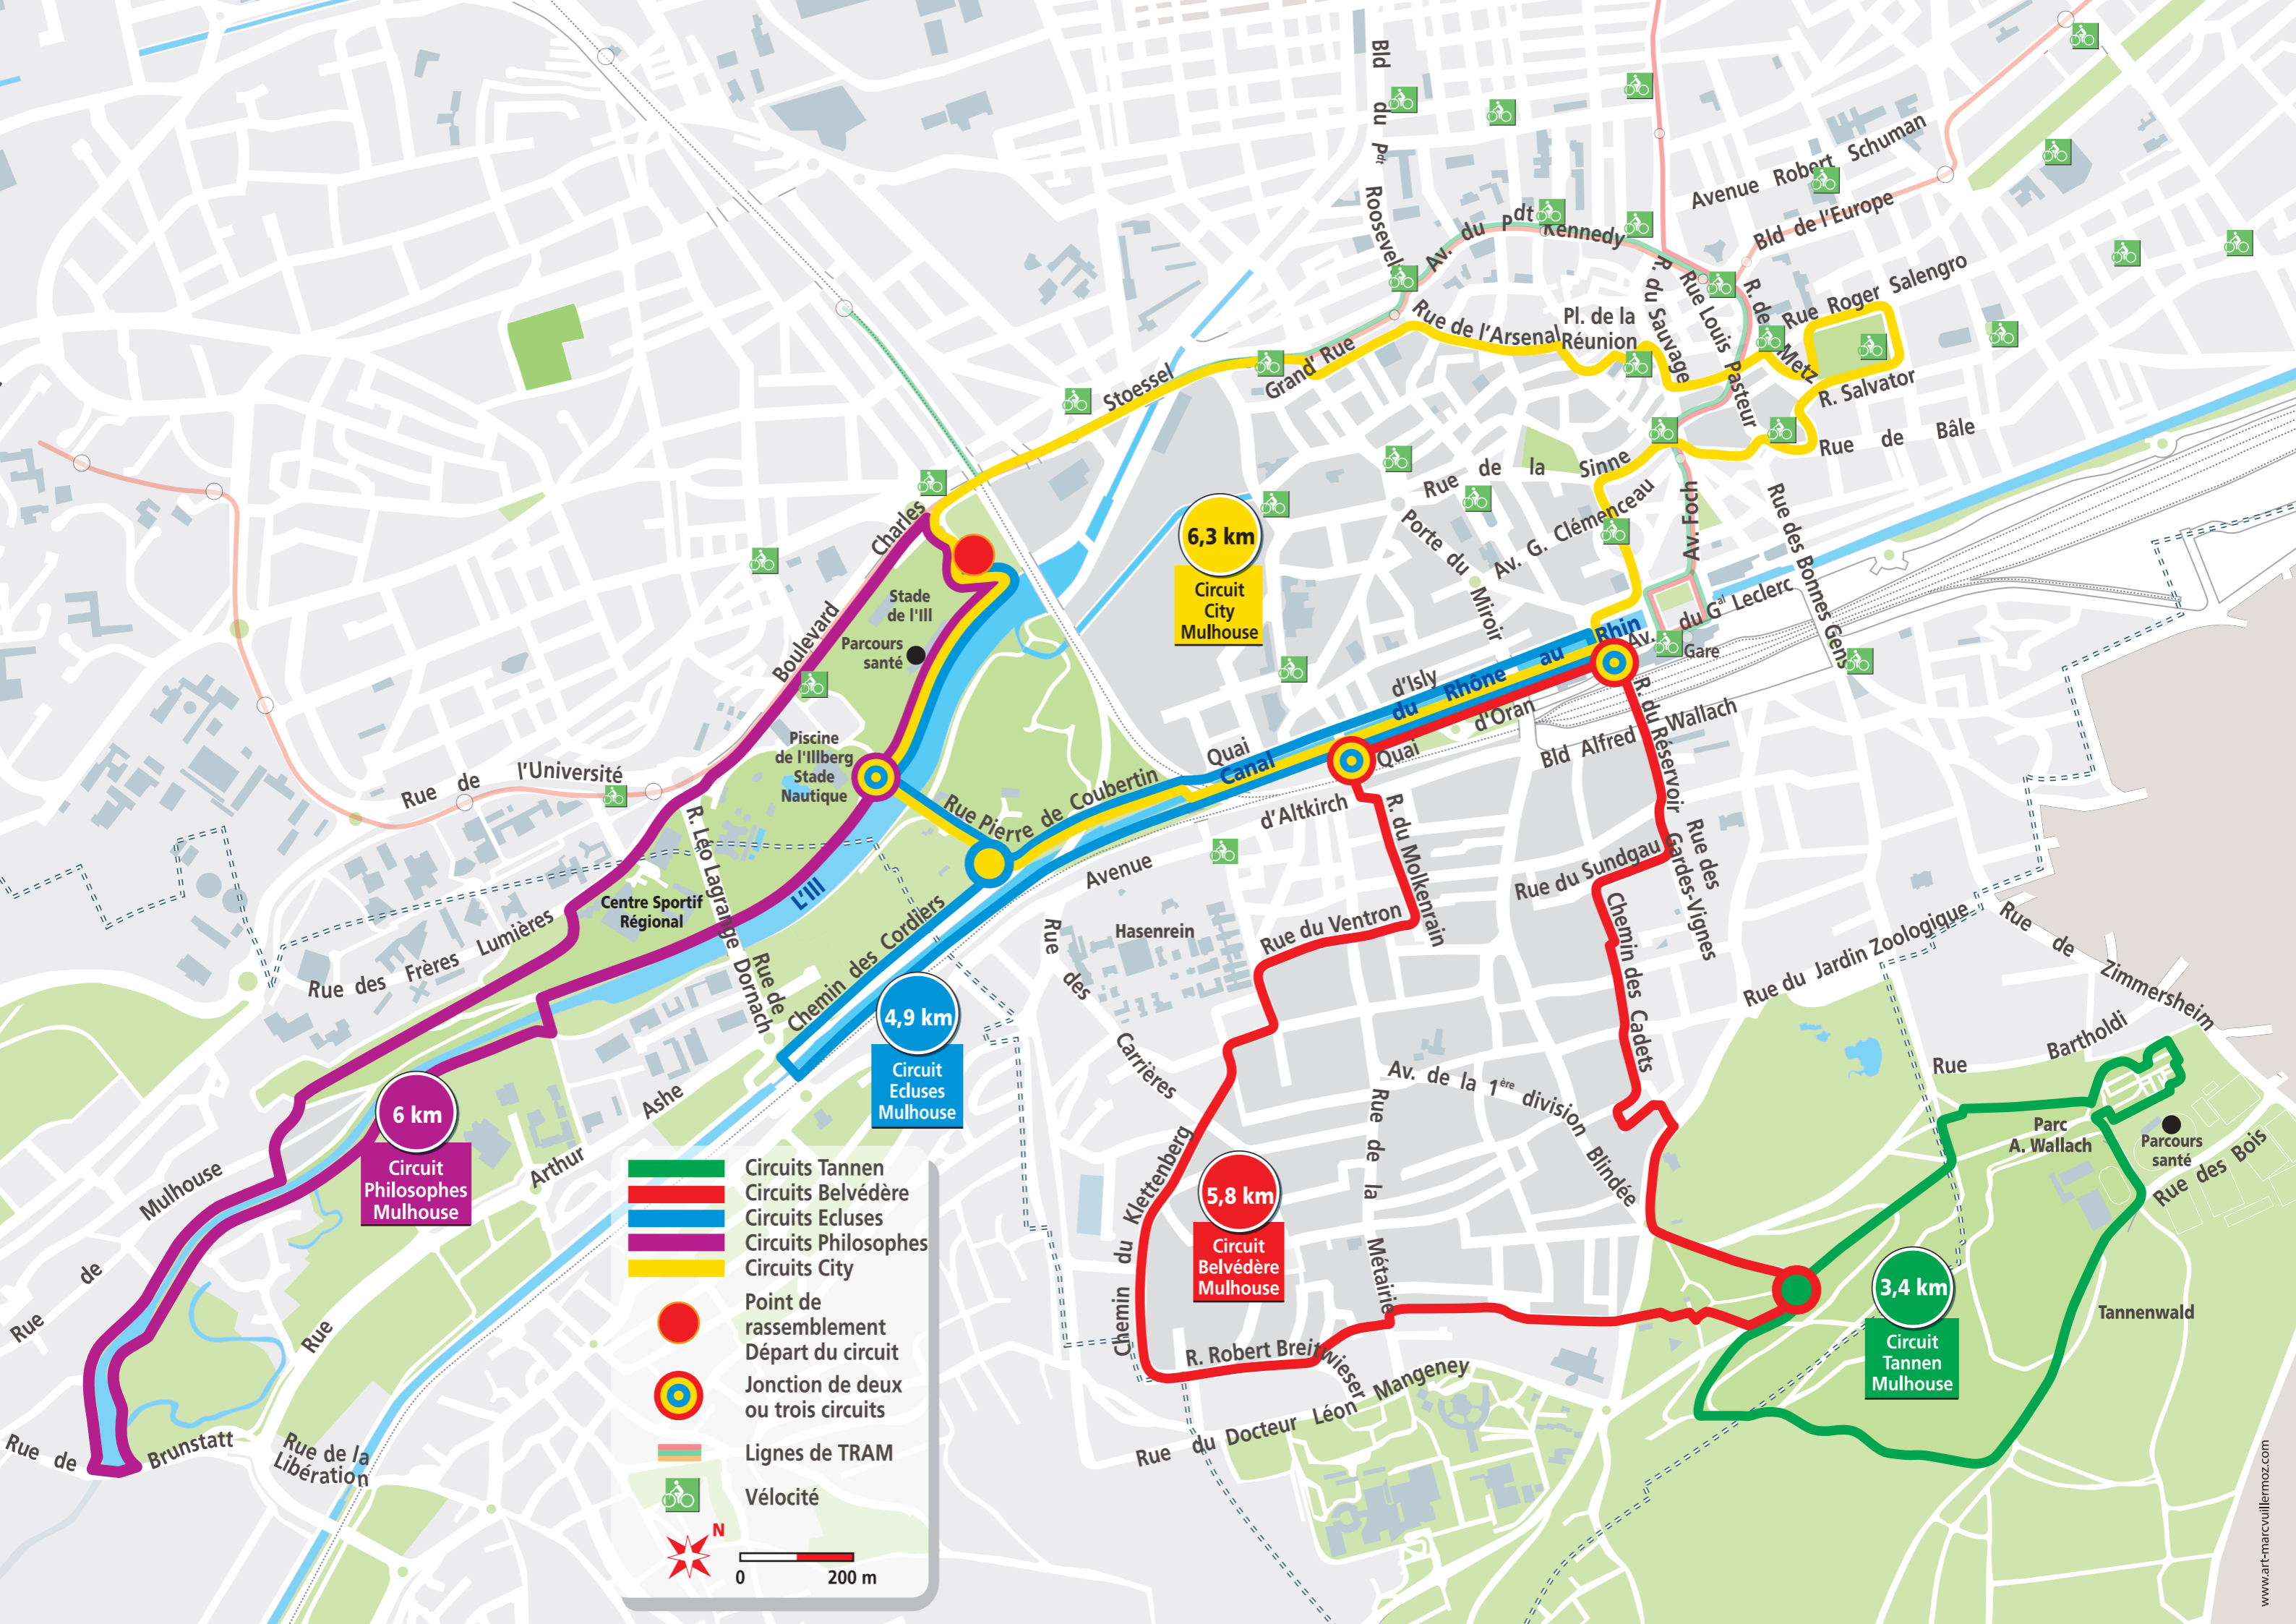 Bld du Pdt Roosevelt
Avenue Robert Schuman
Bld de l'Europe
Av. du Pdt Kennedy
R. du Sauvage
Rue Louis Pasteur
R. de Metz
Rue Roger Salengro
Rue de l'Arsenal
Pl. de la
Réunion
Grand' Rue
R. Salvator
Rue de Bâle
Boulevard Charles Stoessel
Rue de la Sinne
Porte du Miroir
Av. G. Clémenceau
Av. Foch
Rue des Bonnes Gens
Av. du Gal Leclerc
Gare
6,3 km
Circuit
City
Mulhouse
Stade
de l'Ill
Parcours
santé
Piscine
de l'Illberg
Stade
Nautique
Rue de l'Université
R. Léo Lagrange
Rue Pierre de Coubertin
Quai d'Isly
Canal du Rhône au Rhin
Quai d'Oran
Avenue d'Altkirch
R. du Réservoir
Bld Alfred Wallach
R. du Molkenrain
Rue du Sundgau
Rue des
Gardes-Vignes
Centre Sportif
Régional
L'Ill
Rue des Frères Lumières
Rue de
Dornach
Chemin des Cordiers
Hasenrein
Rue du Ventron
Rue des Carrières
Chemin des Cadets
Rue du Jardin Zoologique
Rue de Zimmersheim
Rue Bartholdi
4,9 km
Circuit
Ecluses
Mulhouse
Rue Arthur Ashe
6 km
Circuit
Philosophes
Mulhouse
Rue de Mulhouse
Av. de la 1ère division Blindée
Rue de la Métairie
Chemin du Klettenberg
5,8 km
Circuit
Belvédère
Mulhouse
Parc
A. Wallach
Parcours
santé
Rue des Bois
3,4 km
Circuit
Tannen
Mulhouse
Tannenwald
R. Robert Breitwieser
Rue du Docteur Léon Mangeney
Rue de Brunstatt
Rue de la
Libération
Circuits Tannen
Circuits Belvédère
Circuits Ecluses
Circuits Philosophes
Circuits City
Point de
rassemblement
Départ du circuit
Jonction de deux
ou trois circuits
Lignes de TRAM
Vélocité
N
0 200 m
www.art-marcvuillermoz.com